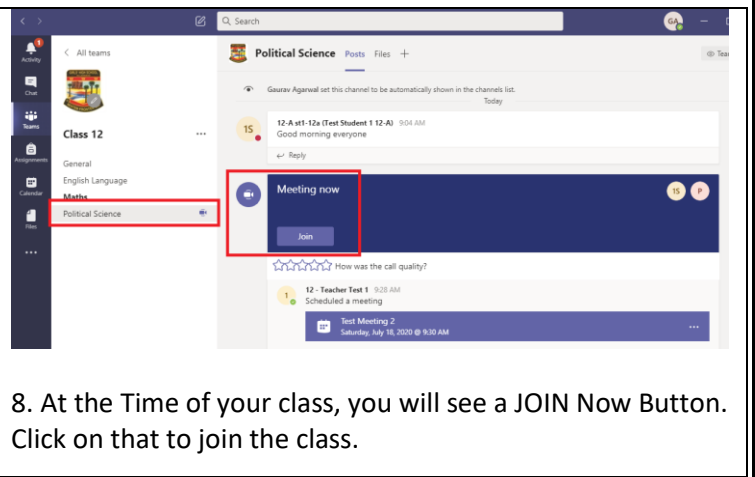 Search
GA
Activity
Chat
Teams
Assignments
Calendar
Files
All teams
Class 12
General
English Language
Maths
Political Science
Political Science Posts Files +
Gaurav Agarwal set this channel to be automatically shown in the channels list.
Today
1S
12-A st1-12a (Test Student 1 12-A) 9:04 AM
Good morning everyone
Reply
Meeting now
1S P
Join
How was the call quality?
1
12 - Teacher Test 1 9:28 AM
Scheduled a meeting
Test Meeting 2
Saturday, July 18, 2020 @ 9:30 AM
8. At the Time of your class, you will see a JOIN Now Button.
Click on that to join the class.